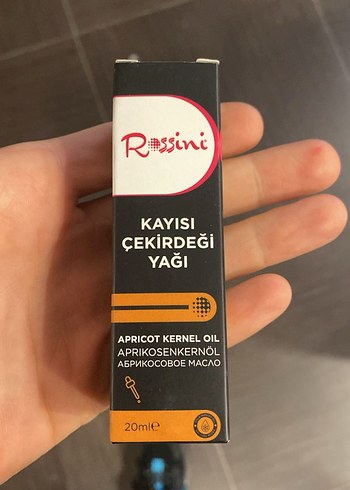 Rossini
KAYISI
ÇEKİRDEĞİ
YAĞI
APRICOT KERNEL OIL
APRIKOSENKERNÖL
АБРИКОСОВОЕ МАСЛО
20ml℮